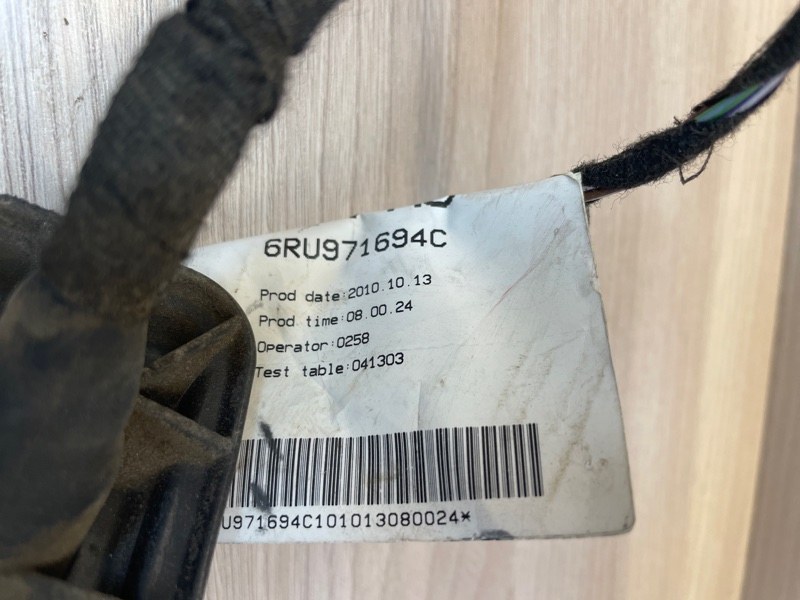 6RU971694C
Prod date:2010.10.13
Prod time:08.00.24
Operator:0258
Test table:041303
U971694C101013080024*